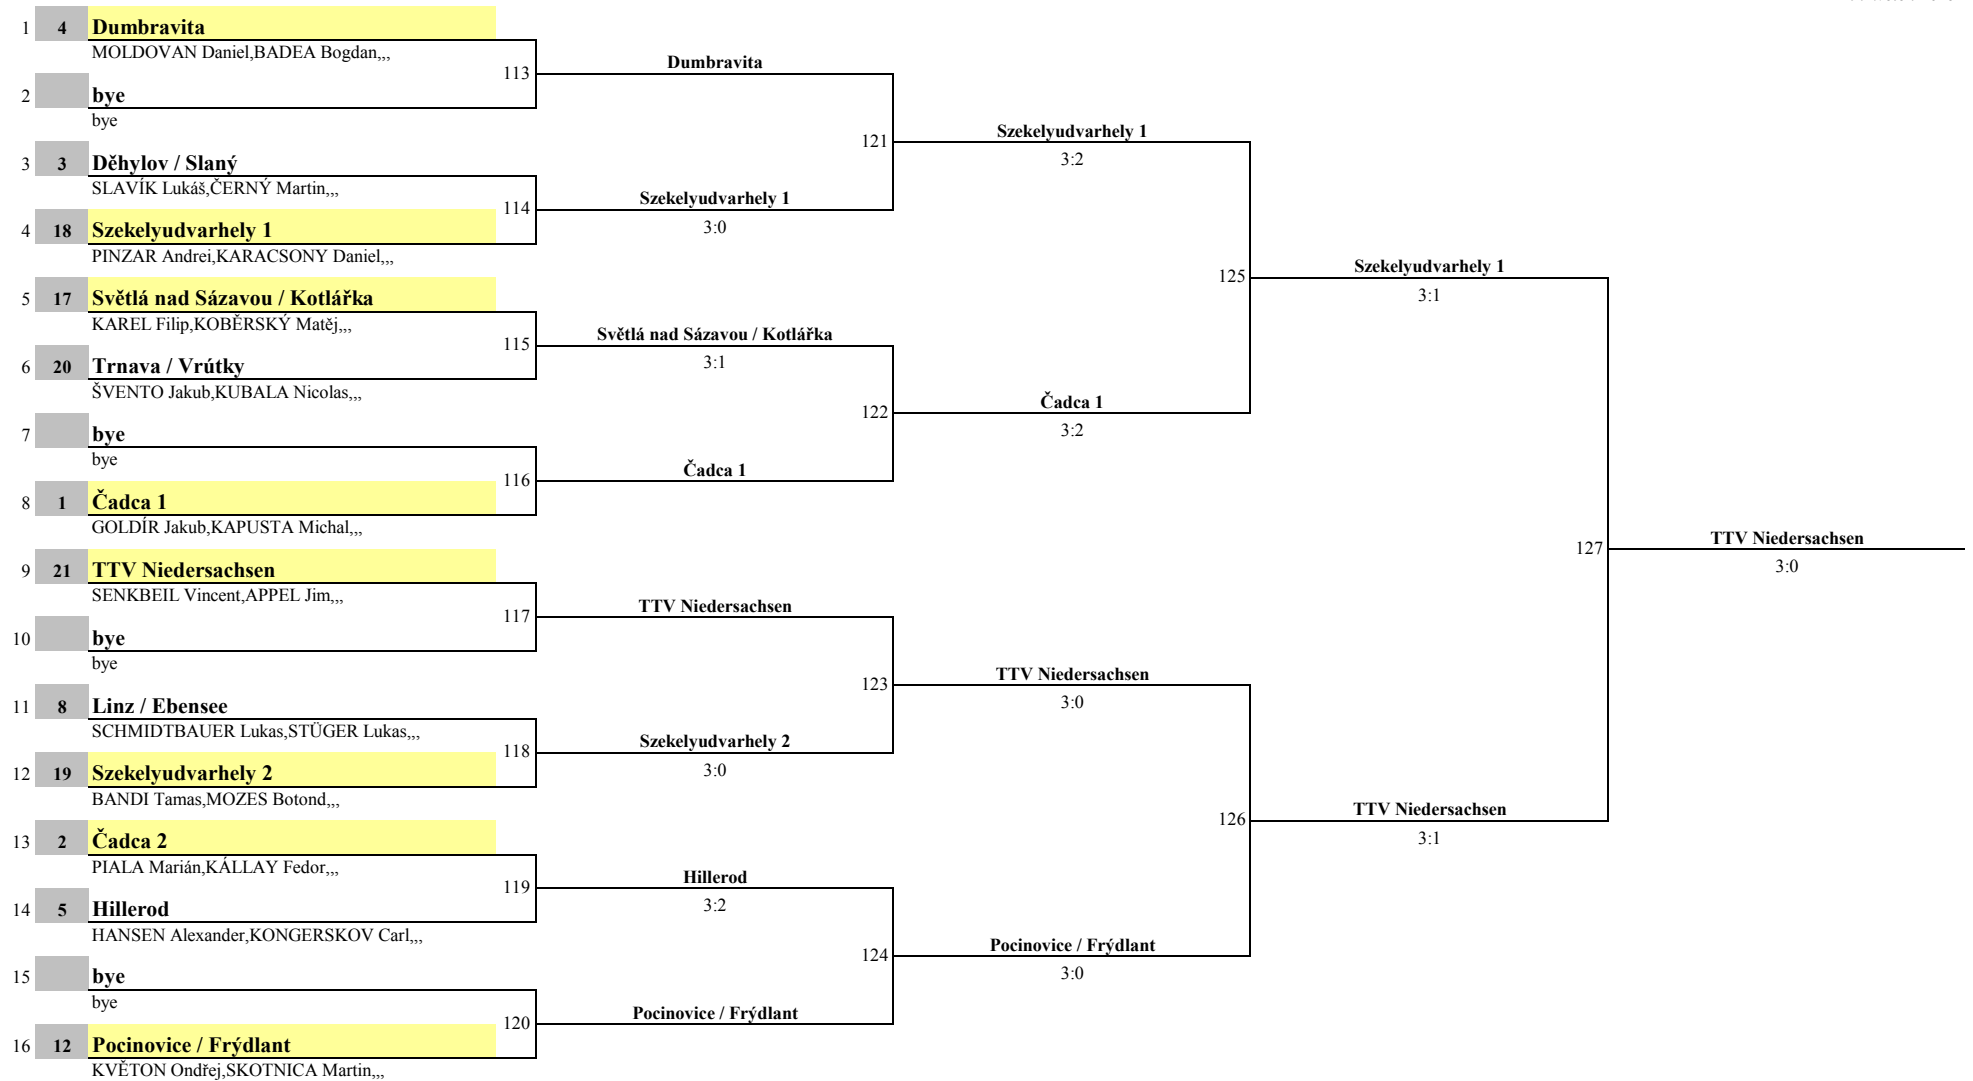 1 4 Dumbravita
MOLDOVAN Daniel,BADEA Bogdan,,,
113 Dumbravita
2 bye
bye
121 Szekelyudvarhely 1
3:2
3 3 Děhylov / Slaný
SLAVÍK Lukáš,ČERNÝ Martin,,,
114 Szekelyudvarhely 1
3:0
4 18 Szekelyudvarhely 1
PINZAR Andrei,KARACSONY Daniel,,,
125 Szekelyudvarhely 1
3:1
5 17 Světlá nad Sázavou / Kotlářka
KAREL Filip,KOBĚRSKÝ Matěj,,,
115 Světlá nad Sázavou / Kotlářka
3:1
6 20 Trnava / Vrútky
ŠVENTO Jakub,KUBALA Nicolas,,,
122 Čadca 1
3:2
7 bye
bye
116 Čadca 1
8 1 Čadca 1
GOLDÍR Jakub,KAPUSTA Michal,,,
127 TTV Niedersachsen
3:0
9 21 TTV Niedersachsen
SENKBEIL Vincent,APPEL Jim,,,
117 TTV Niedersachsen
10 bye
bye
123 TTV Niedersachsen
3:0
11 8 Linz / Ebensee
SCHMIDTBAUER Lukas,STÜGER Lukas,,,
118 Szekelyudvarhely 2
3:0
12 19 Szekelyudvarhely 2
BANDI Tamas,MOZES Botond,,,
126 TTV Niedersachsen
3:1
13 2 Čadca 2
PIALA Marián,KÁLLAY Fedor,,,
119 Hillerod
3:2
14 5 Hillerod
HANSEN Alexander,KONGERSKOV Carl,,,
124 Pocinovice / Frýdlant
3:0
15 bye
bye
120 Pocinovice / Frýdlant
16 12 Pocinovice / Frýdlant
KVĚTON Ondřej,SKOTNICA Martin,,,